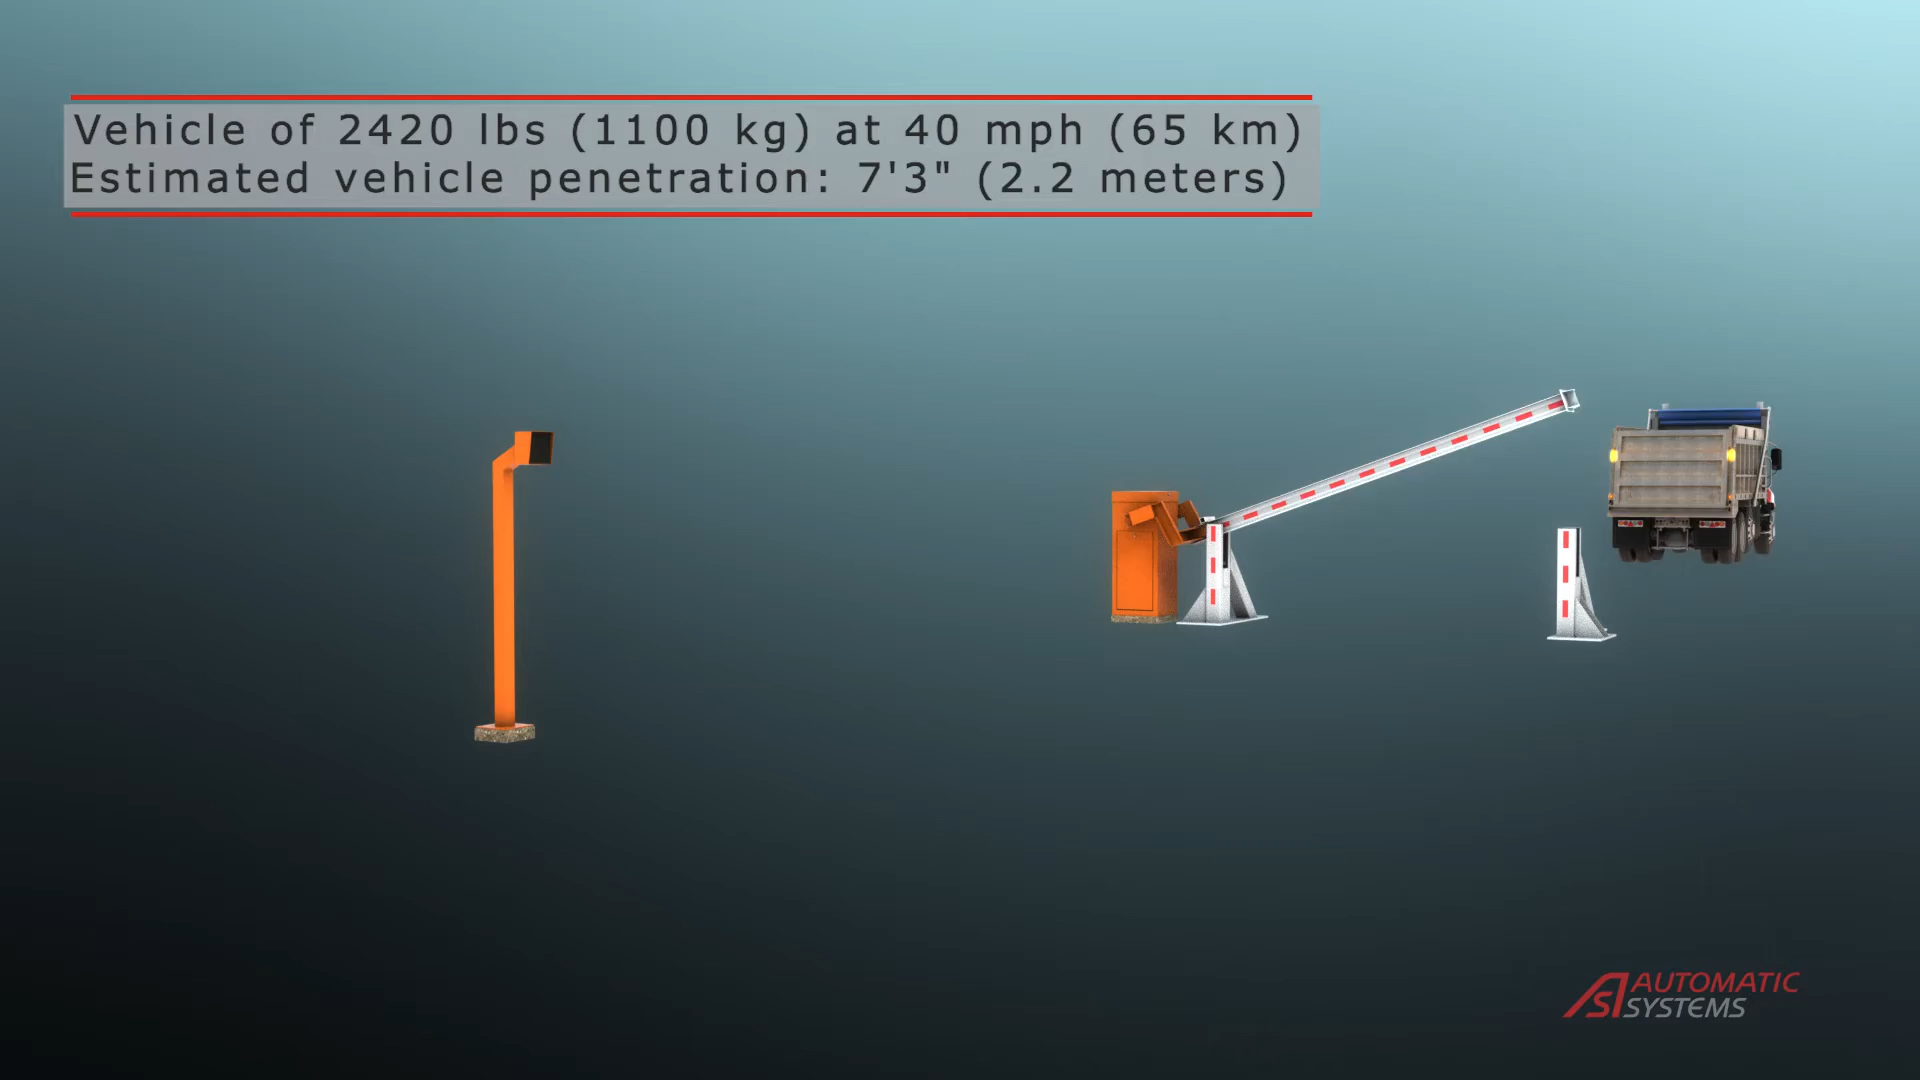 Vehicle of 2420 lbs (1100 kg) at 40 mph (65 km)
Estimated vehicle penetration: 7'3" (2.2 meters)
AUTOMATIC
SYSTEMS